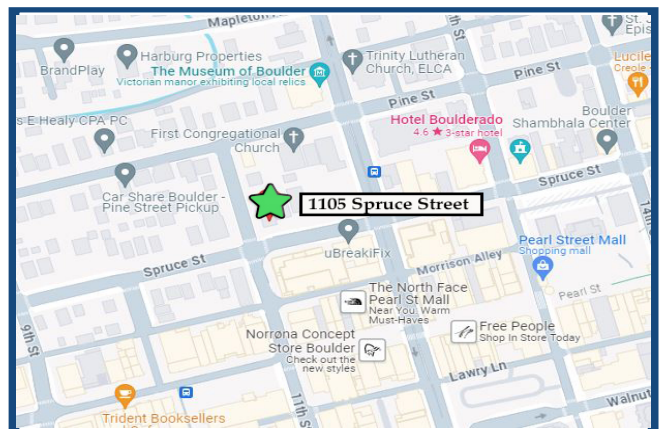 Mapleton
St. J
Epis
Harburg Properties
BrandPlay
The Museum of Boulder
Victorian manor exhibiting local relics
Trinity Lutheran
Church, ELCA
Lucile
Creole
Pine St
Pine St
s E Healy CPA PC
Hotel Boulderado
4.6 ★ 3-star hotel
Boulder
Shambhala Center
First Congregational
Church
Car Share Boulder -
Pine Street Pickup
Spruce St
1105 Spruce Street
14th
uBreakiFix
Pearl Street Mall
Shopping mall
Spruce St
Morrison Alley
The North Face
Pearl St Mall
Near You, Warm
Must-Haves
Pearl St
9th St
Norrøna Concept
Store Boulder
Check out the
new styles
Free People
Shop In Store Today
Lawry Ln
11th St
Walnut
Trident Booksellers